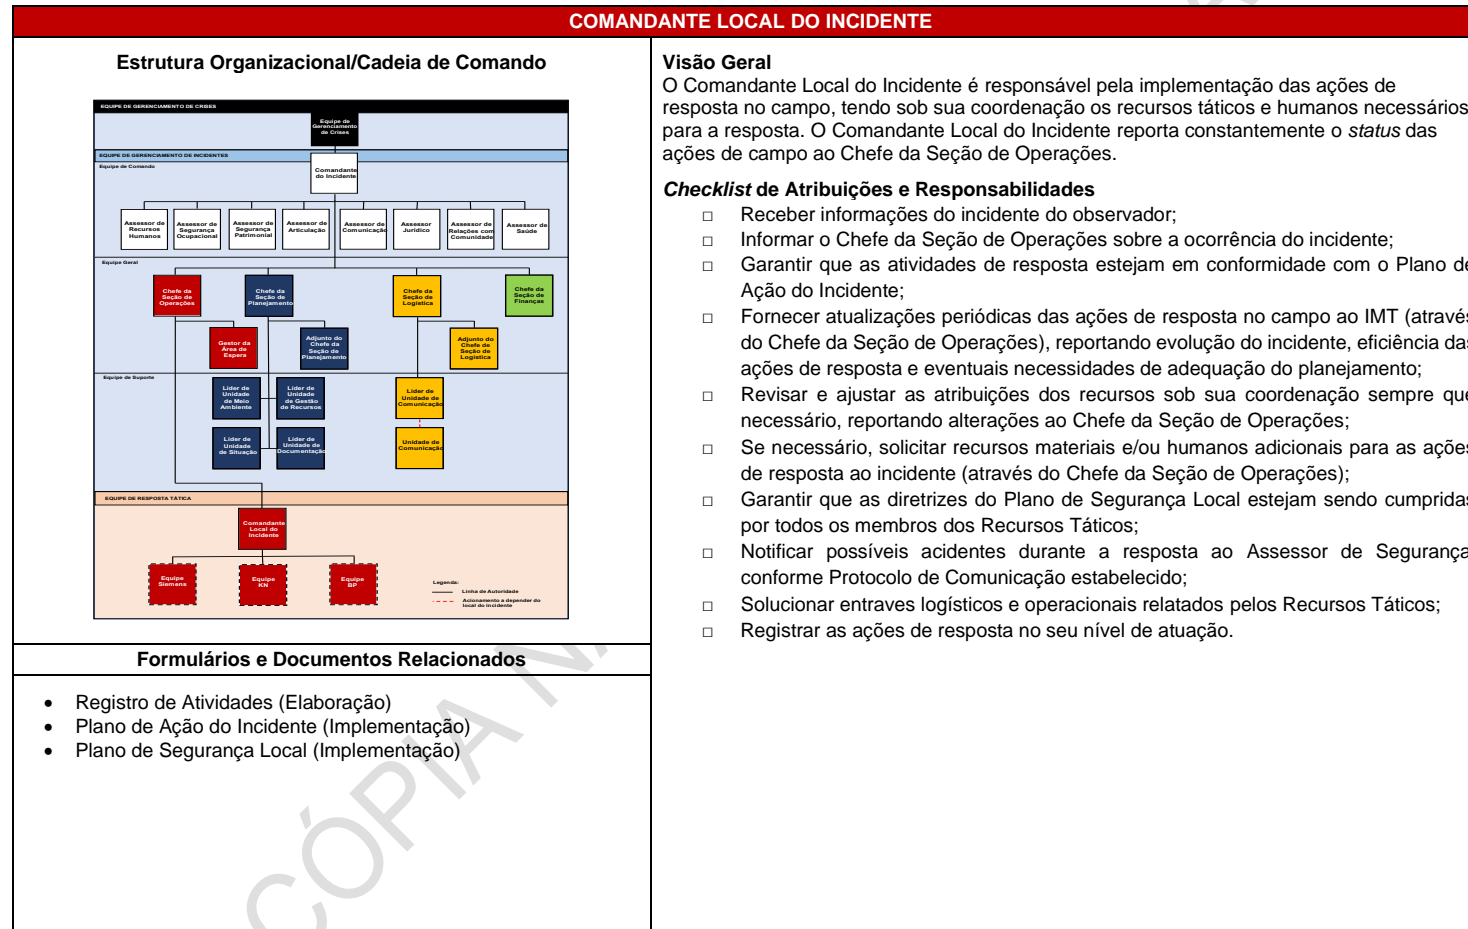 COMANDANTE LOCAL DO INCIDENTE
Estrutura Organizacional/Cadeia de Comando
EQUIPE DE GERENCIAMENTO DE CRISES
Equipe de
Gerenciamento
de Crises
EQUIPE DE GERENCIAMENTO DE INCIDENTES
Equipe de Comando
Comandante
do Incidente
Assessor de
Recursos
Humanos
Assessor de
Segurança
Ocupacional
Assessor de
Segurança
Patrimonial
Assessor de
Articulação
Assessor de
Comunicação
Assessor
Jurídico
Assessor de
Relações com
Comunidade
Assessor de
Saúde
Equipe Geral
Chefe da
Seção de
Operações
Chefe da
Seção de
Planejamento
Chefe da
Seção de
Logística
Chefe da
Seção de
Finanças
Gestor da
Área de
Espera
Adjunto do
Chefe da
Seção de
Planejamento
Adjunto do
Chefe de
Seção de
Logística
Equipe de Suporte
Líder de
Unidade
de Meio
Ambiente
Líder de
Unidade
de Gestão
de Recursos
Líder de
Unidade de
Comunicação
Líder de
Unidade
de Situação
Líder de
Unidade de
Documentação
Unidade de
Comunicação
EQUIPE DE RESPOSTA TÁTICA
Comandante
Local do
Incidente
Equipe
Siemens
Equipe
KN
Equipe
BP
Legenda:
Linha de Autoridade
Acionamento a depender do
local do incidente
Formulários e Documentos Relacionados
• Registro de Atividades (Elaboração)
• Plano de Ação do Incidente (Implementação)
• Plano de Segurança Local (Implementação)
Visão Geral
O Comandante Local do Incidente é responsável pela implementação das ações de
resposta no campo, tendo sob sua coordenação os recursos táticos e humanos necessários
para a resposta. O Comandante Local do Incidente reporta constantemente o status das
ações de campo ao Chefe da Seção de Operações.
Checklist de Atribuições e Responsabilidades
□ Receber informações do incidente do observador;
□ Informar o Chefe da Seção de Operações sobre a ocorrência do incidente;
□ Garantir que as atividades de resposta estejam em conformidade com o Plano de
Ação do Incidente;
□ Fornecer atualizações periódicas das ações de resposta no campo ao IMT (através
do Chefe da Seção de Operações), reportando evolução do incidente, eficiência das
ações de resposta e eventuais necessidades de adequação do planejamento;
□ Revisar e ajustar as atribuições dos recursos sob sua coordenação sempre que
necessário, reportando alterações ao Chefe da Seção de Operações;
□ Se necessário, solicitar recursos materiais e/ou humanos adicionais para as ações
de resposta ao incidente (através do Chefe da Seção de Operações);
□ Garantir que as diretrizes do Plano de Segurança Local estejam sendo cumpridas
por todos os membros dos Recursos Táticos;
□ Notificar possíveis acidentes durante a resposta ao Assessor de Segurança,
conforme Protocolo de Comunicação estabelecido;
□ Solucionar entraves logísticos e operacionais relatados pelos Recursos Táticos;
□ Registrar as ações de resposta no seu nível de atuação.
CÓPIA